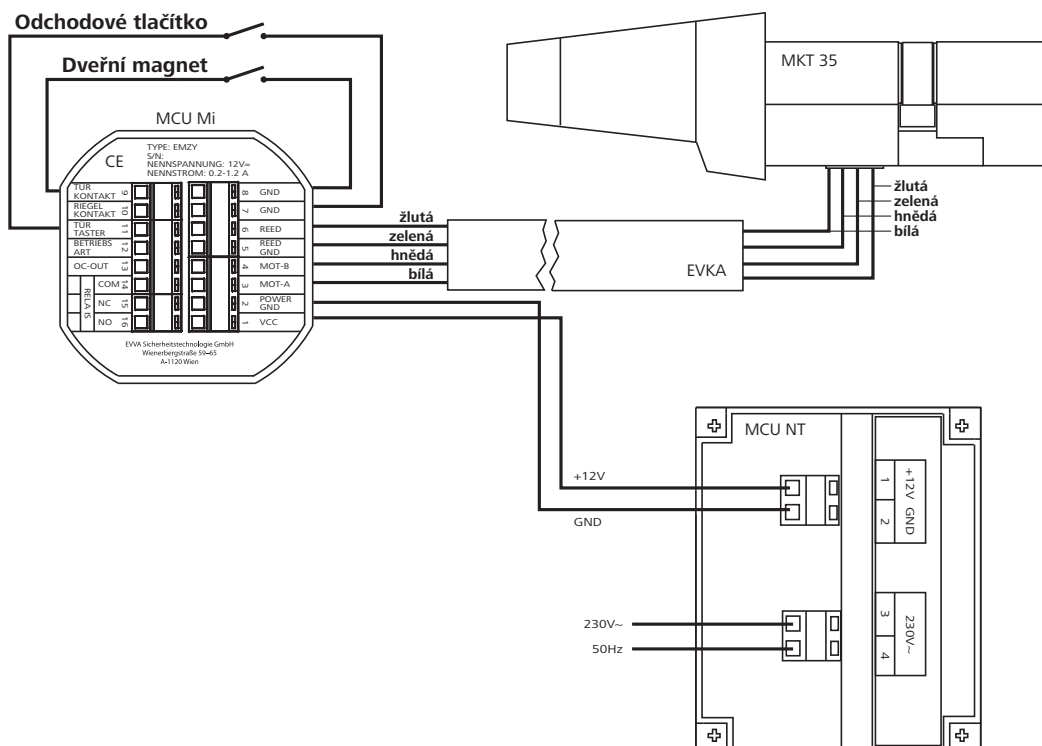 Odchodové tlačítko
Dveřní magnet
MCU Mi
CE
TYPE: EMZY
S/N:
NENNSPANNUNG: 12V=
NENNSTROM: 0.2-1.2 A
TÜR
KONTAKT
9
RIEGEL
KONTAKT
10
TÜR
TASTER
11
BETRIEBS
ART
12
OC-OUT
13
RELA IS
COM
14
NC
15
NO
16
8
GND
7
GND
6
REED
5
REED
GND
4
MOT-B
3
MOT-A
2
POWER
GND
1
VCC
EVVA Sicherheitstechnologie GmbH
Wienerbergstraße 59–65
A-1120 Wien
žlutá
zelená
hnědá
bílá
EVKA
MKT 35
žlutá
zelená
hnědá
bílá
MCU NT
+12V
GND
1
2
+12V GND
230V~
50Hz
3
4
230V~